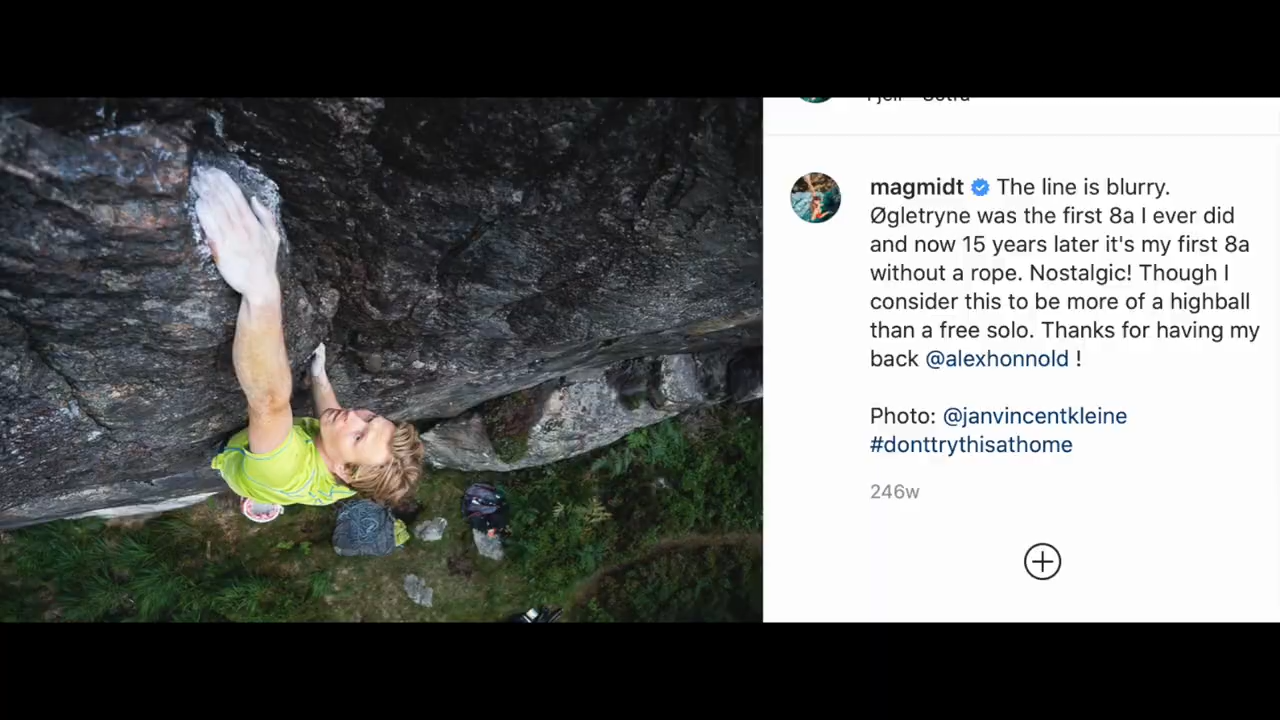 magmidt The line is blurry.
Øgletryne was the first 8a I ever did
and now 15 years later it's my first 8a
without a rope. Nostalgic! Though I
consider this to be more of a highball
than a free solo. Thanks for having my
back @alexhonnold !
Photo: @janvincentkleine
#donttrythisathome
246w